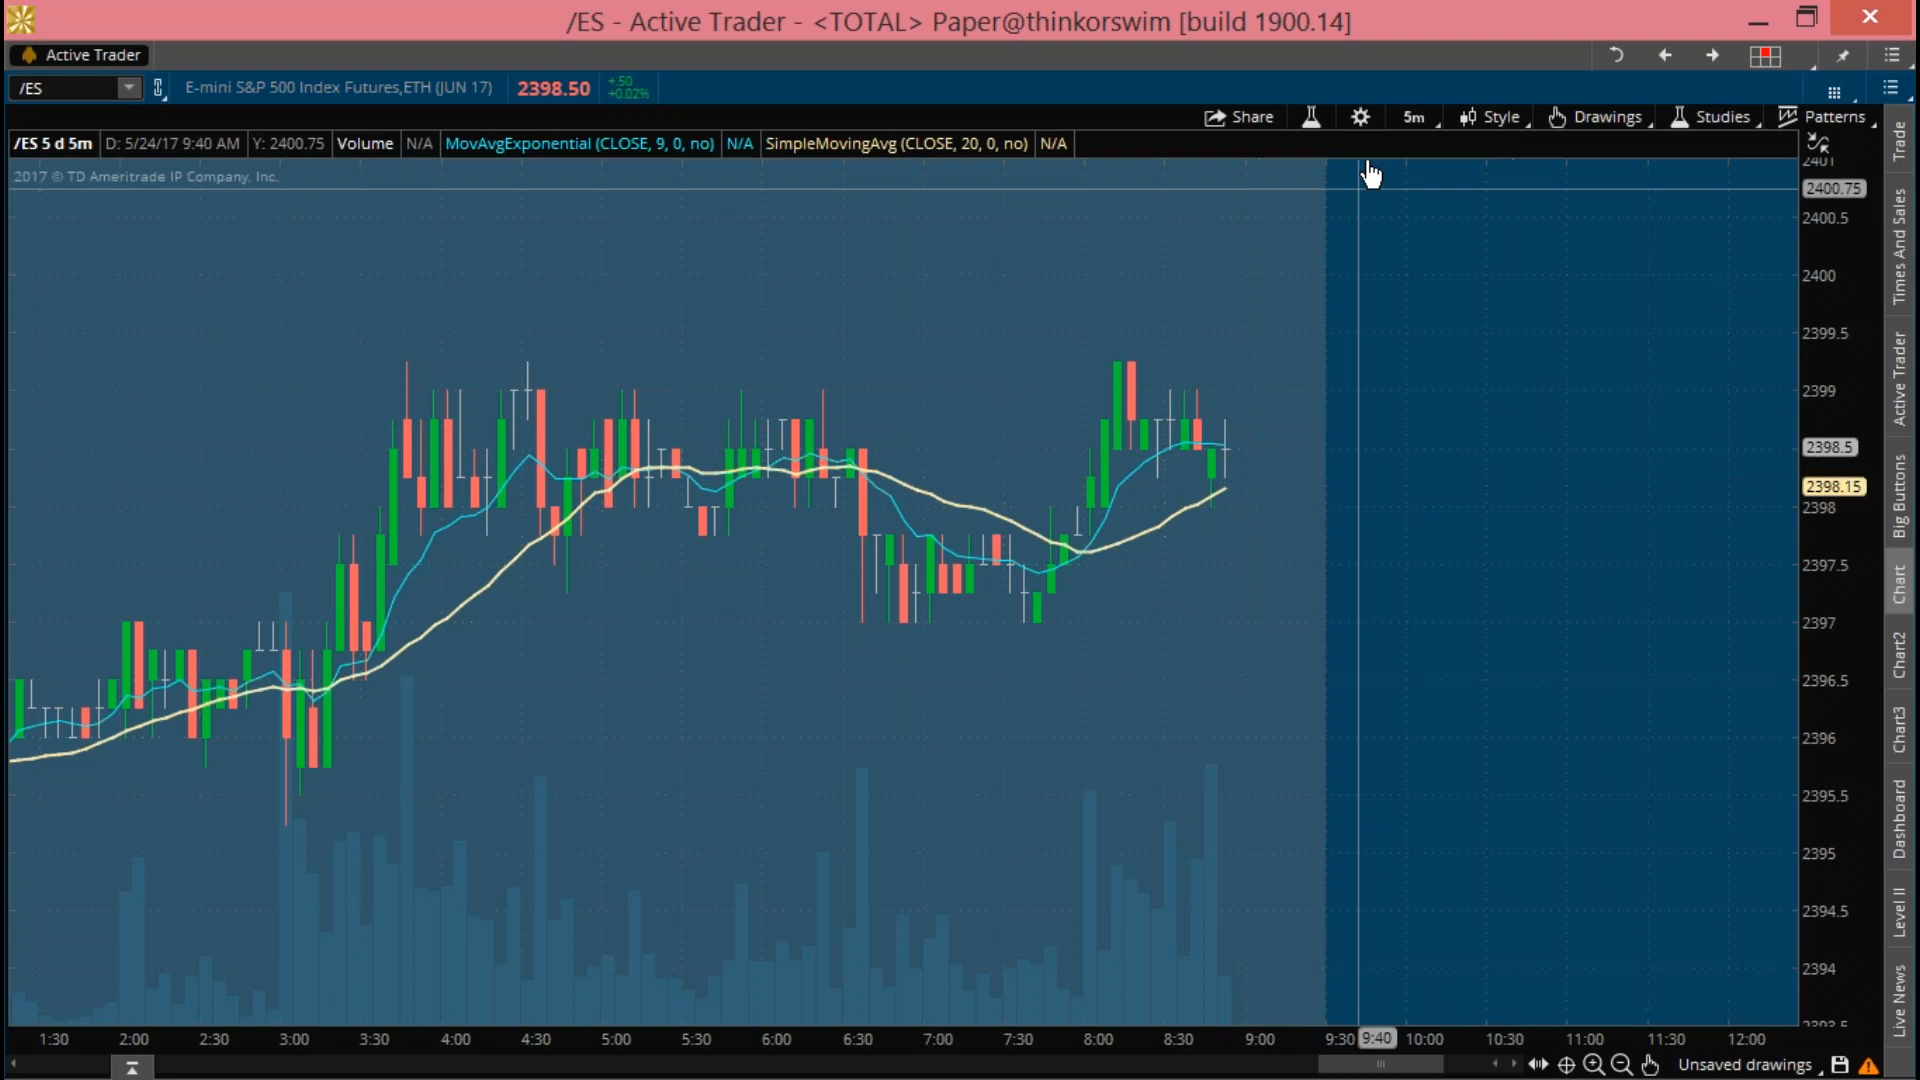 /ES - Active Trader - <TOTAL> Paper@thinkorswim [build 1900.14]
Active Trader
/ES E-mini S&P 500 Index Futures,ETH (JUN 17) 2398.50 +.50 +0.02%
Share 5m Style Drawings Studies Patterns
/ES 5 d 5m D: 5/24/17 9:40 AM Y: 2400.75 Volume N/A MovAvgExponential (CLOSE, 9, 0, no) N/A SimpleMovingAvg (CLOSE, 20, 0, no) N/A
2017 © TD Ameritrade IP Company, Inc.
2401
2400.75
2400.5
2400
2399.5
2399
2398.5
2398.15
2398
2397.5
2397
2396.5
2396
2395.5
2395
2394.5
2394
2393.5
1:30 2:00 2:30 3:00 3:30 4:00 4:30 5:00 5:30 6:00 6:30 7:00 7:30 8:00 8:30 9:00 9:30 9:40 10:00 10:30 11:00 11:30 12:00
Unsaved drawings
Trade
Times And Sales
Active Trader
Big Buttons
Chart
Chart2
Chart3
Dashboard
Level II
Live News